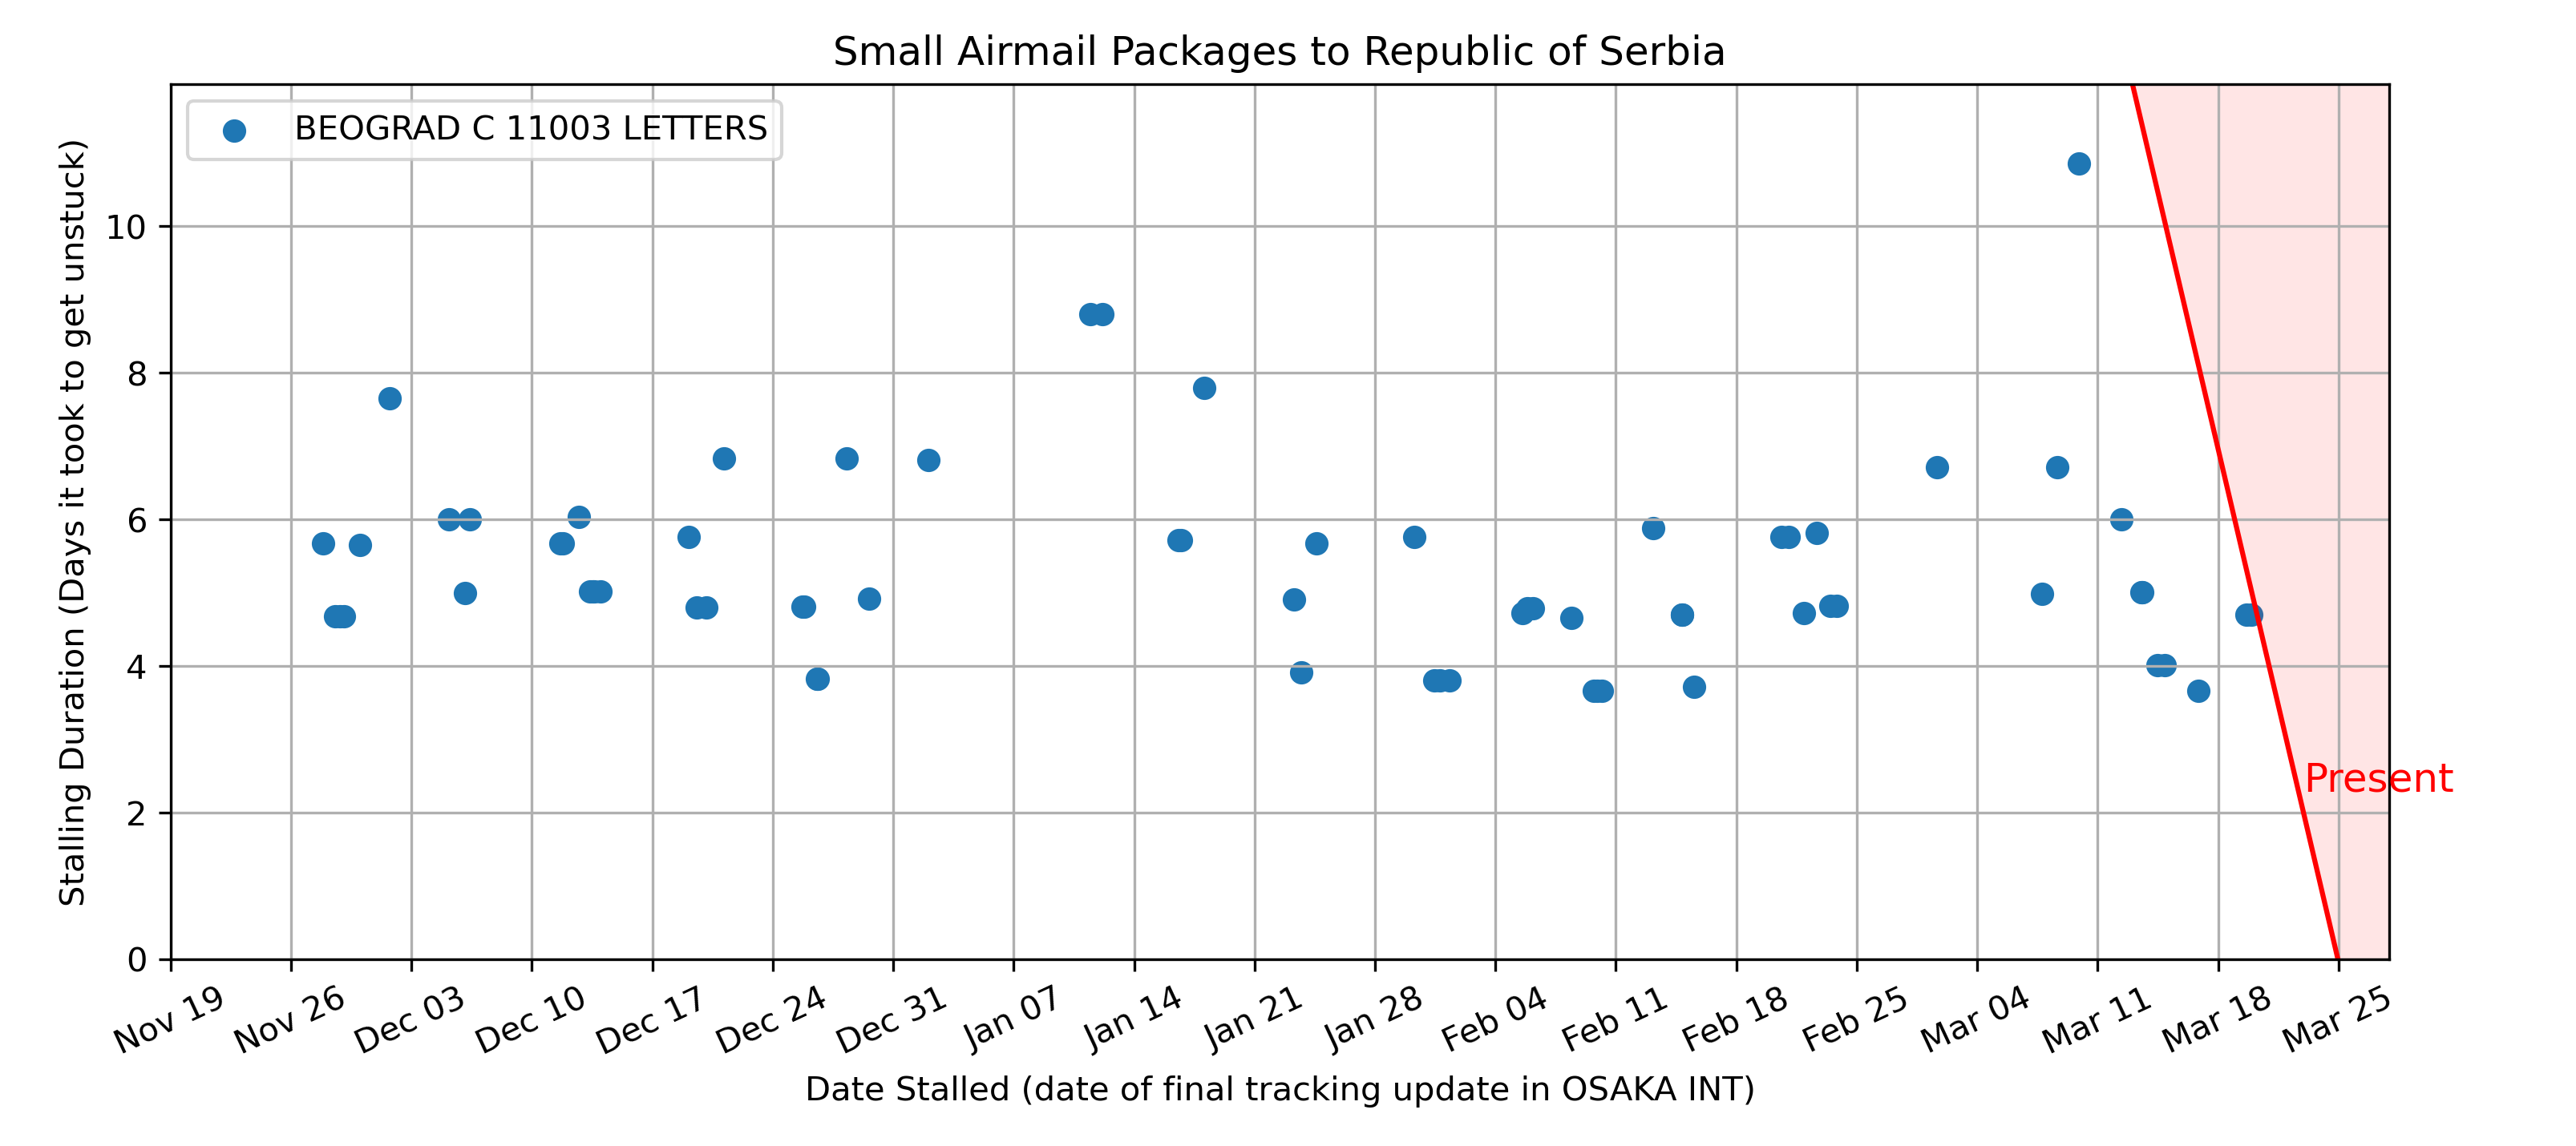 Small Airmail Packages to Republic of Serbia
BEOGRAD C 11003 LETTERS
Stalling Duration (Days it took to get unstuck)
10
8
6
4
2
0
Present
Nov 19
Nov 26
Dec 03
Dec 10
Dec 17
Dec 24
Dec 31
Jan 07
Jan 14
Jan 21
Jan 28
Feb 04
Feb 11
Feb 18
Feb 25
Mar 04
Mar 11
Mar 18
Mar 25
Date Stalled (date of final tracking update in OSAKA INT)